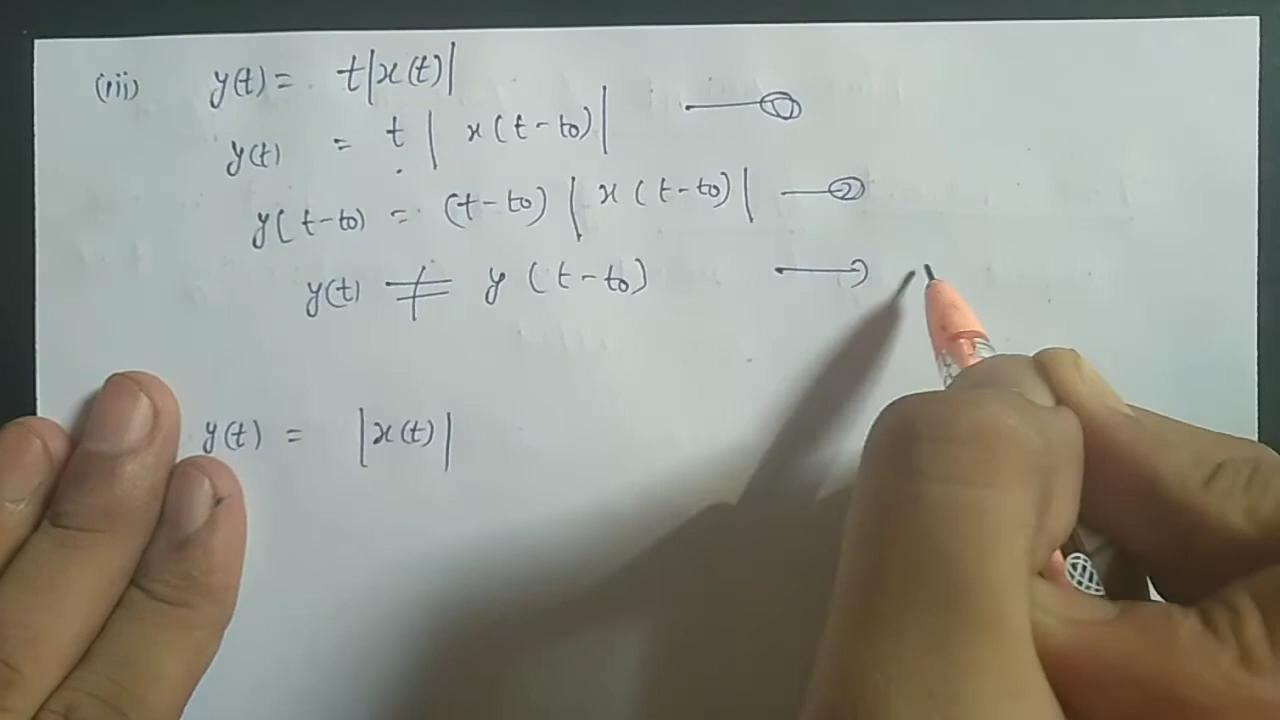 (iii) y(t) = t|x(t)|
y(t) = t | x(t-t0)| → ①
y(t-t0) = (t-t0) | x(t-t0)| → ②
y(t) ≠ y(t-t0) →
y(t) = |x(t)|